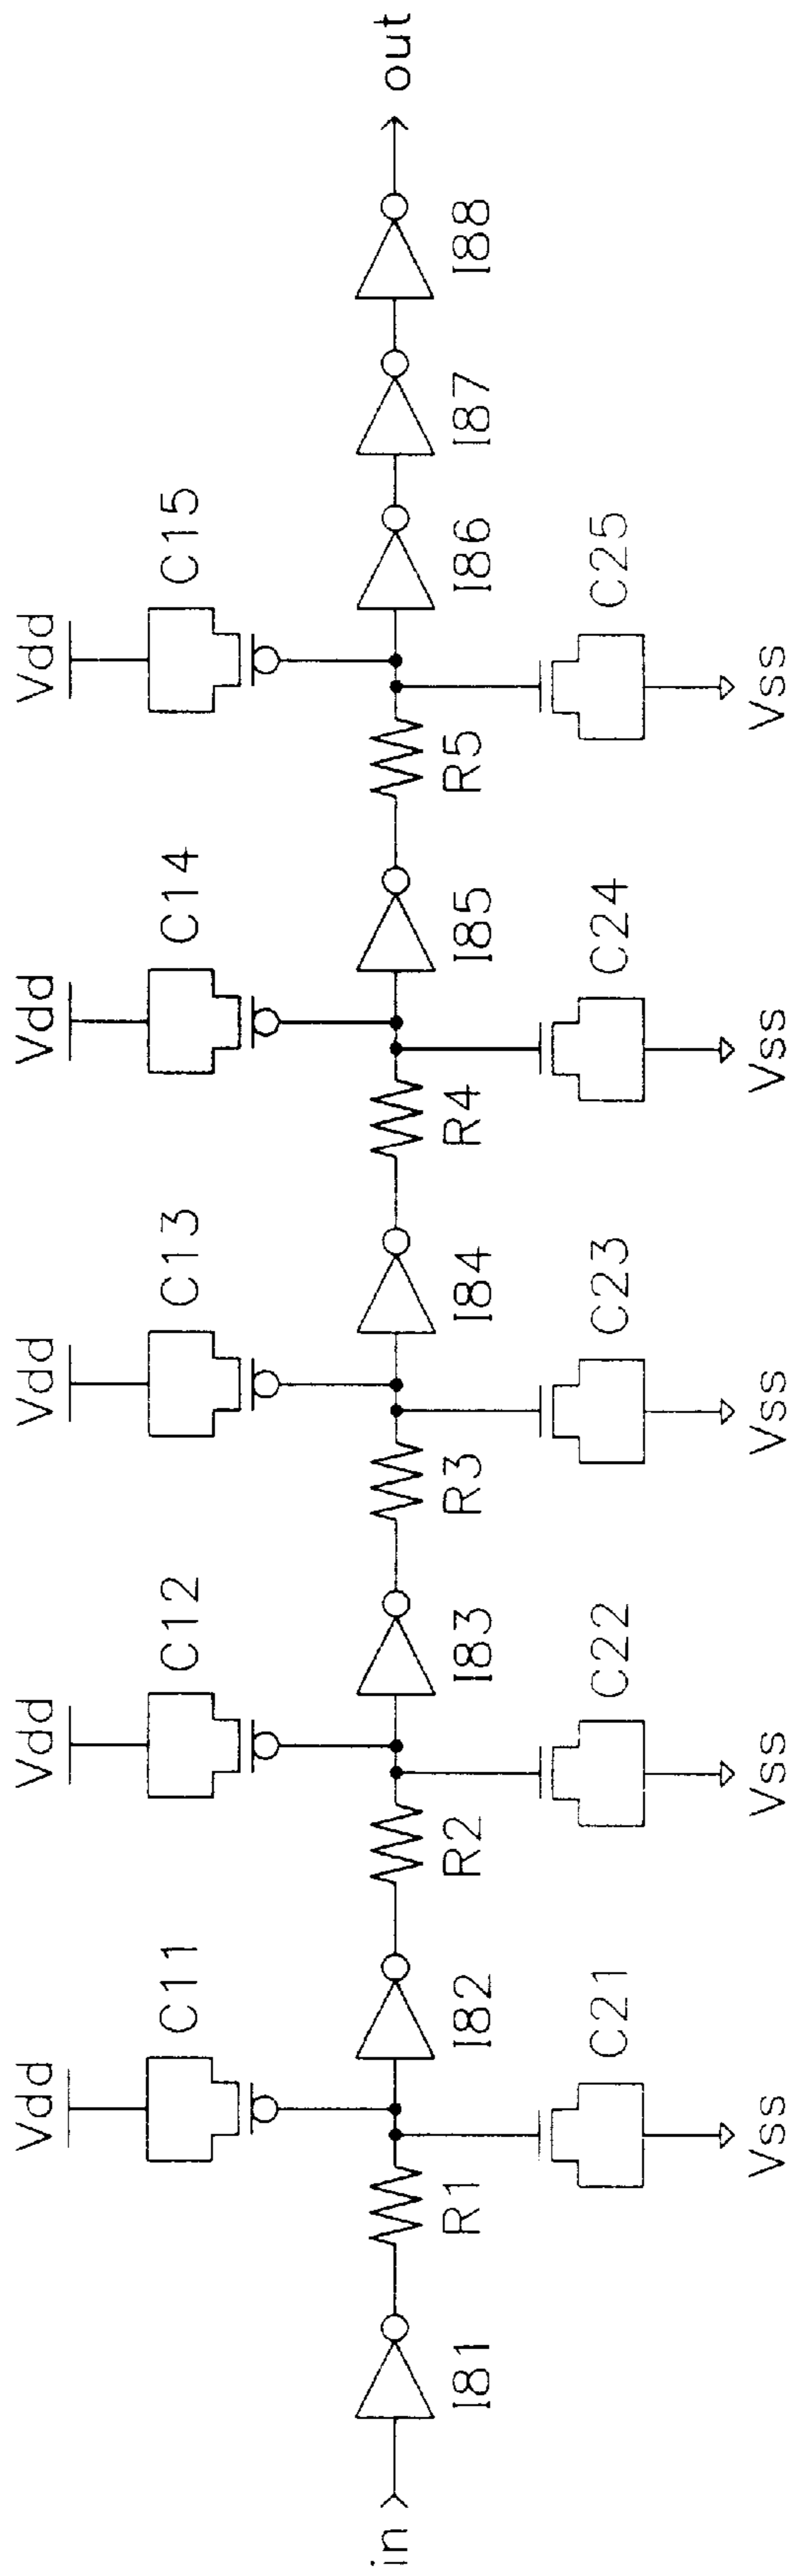 Vdd Vdd Vdd Vdd Vdd
C11 C12 C13 C14 C15
in out
I81 R1 I82 R2 I83 R3 I84 R4 I85 R5 I86 I87 I88
C21 C22 C23 C24 C25
Vss Vss Vss Vss Vss